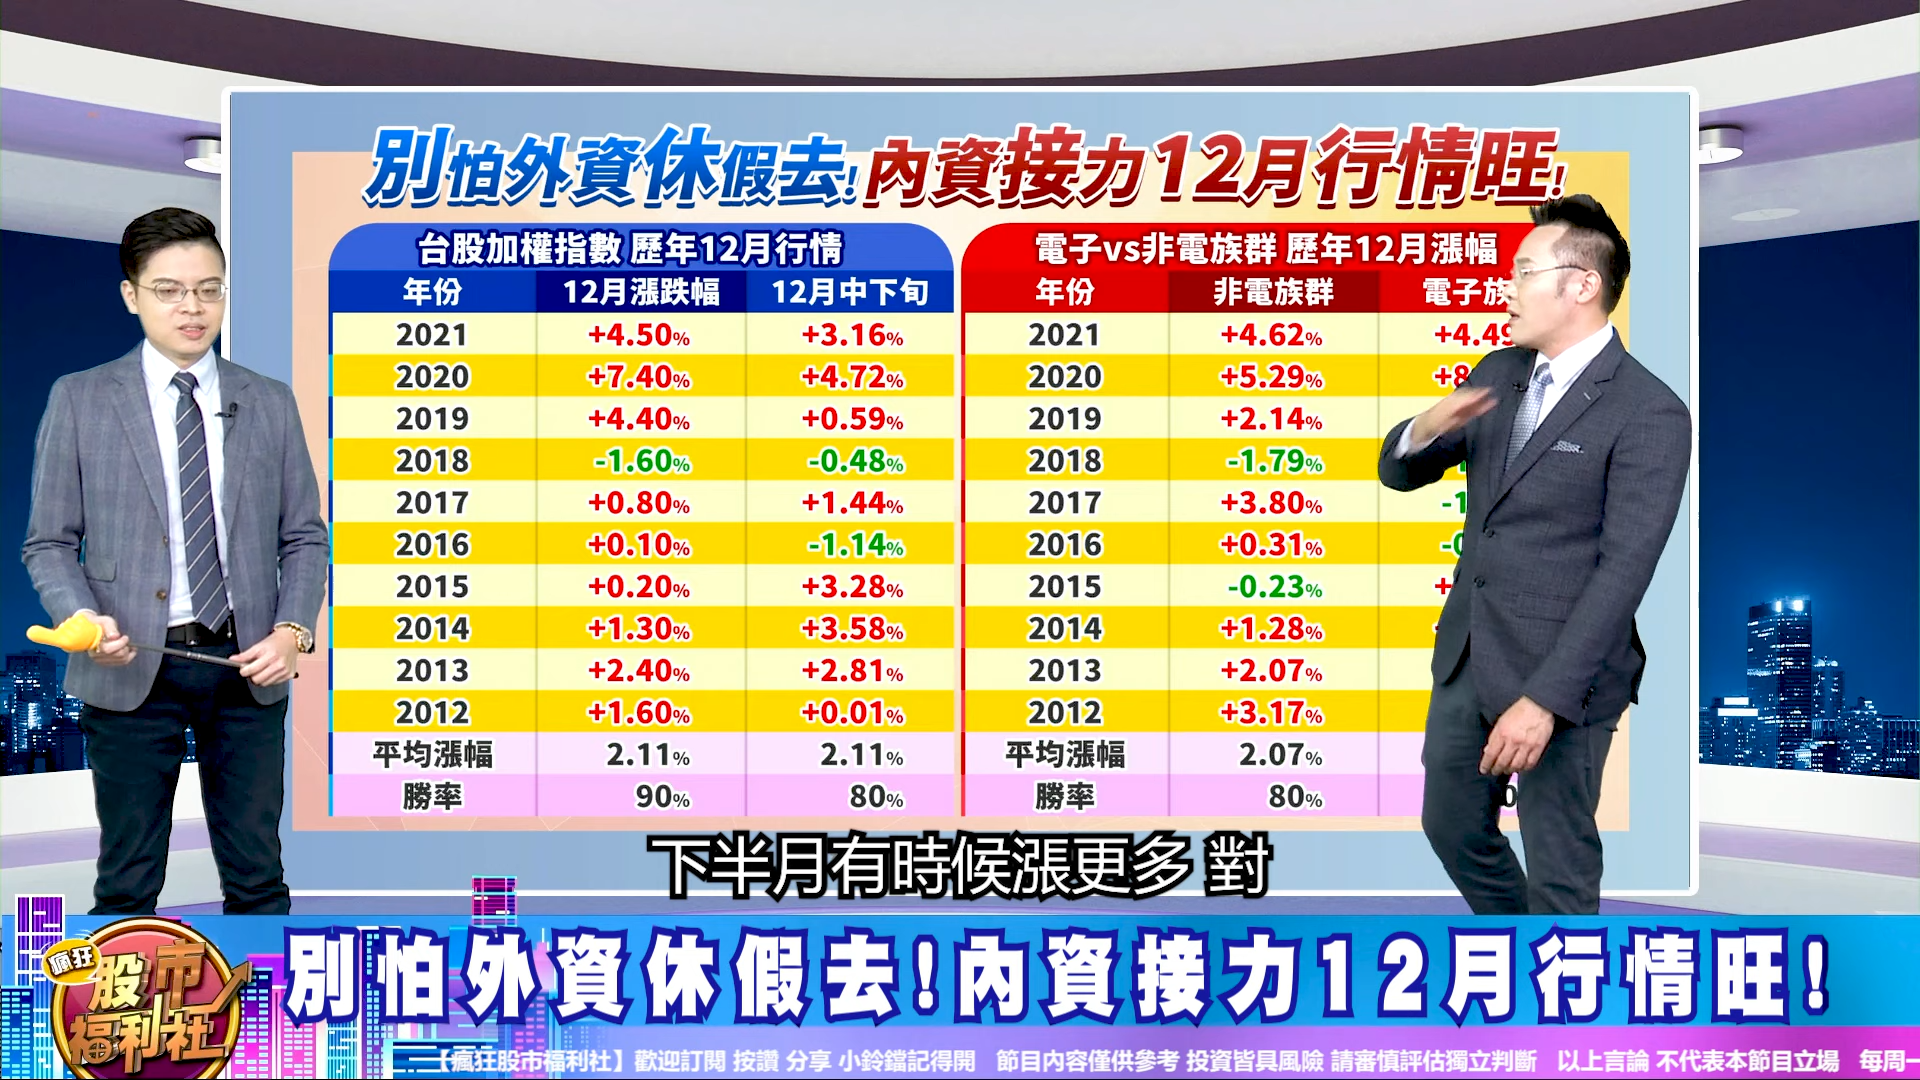 別怕外資休假去!內資接力12月行情旺!
台股加權指數 歷年12月行情
年份 12月漲跌幅 12月中下旬
2021 +4.50% +3.16%
2020 +7.40% +4.72%
2019 +4.40% +0.59%
2018 -1.60% -0.48%
2017 +0.80% +1.44%
2016 +0.10% -1.14%
2015 +0.20% +3.28%
2014 +1.30% +3.58%
2013 +2.40% +2.81%
2012 +1.60% +0.01%
平均漲幅 2.11% 2.11%
勝率 90% 80%
電子vs非電族群 歷年12月漲幅
年份 非電族群 電子族
2021 +4.62% +4.49
2020 +5.29% +8
2019 +2.14%
2018 -1.79%
2017 +3.80% -1
2016 +0.31% -0
2015 -0.23% +
2014 +1.28%
2013 +2.07%
2012 +3.17%
平均漲幅 2.07%
勝率 80% 0
下半月有時候漲更多 對
別怕外資休假去!內資接力12月行情旺!
瘋狂
股市
福利社
【瘋狂股市福利社】歡迎訂閱 按讚 分享 小鈴鐺記得開 節目內容僅供參考 投資皆具風險 請審慎評估獨立判斷 以上言論 不代表本節目立場 每周一